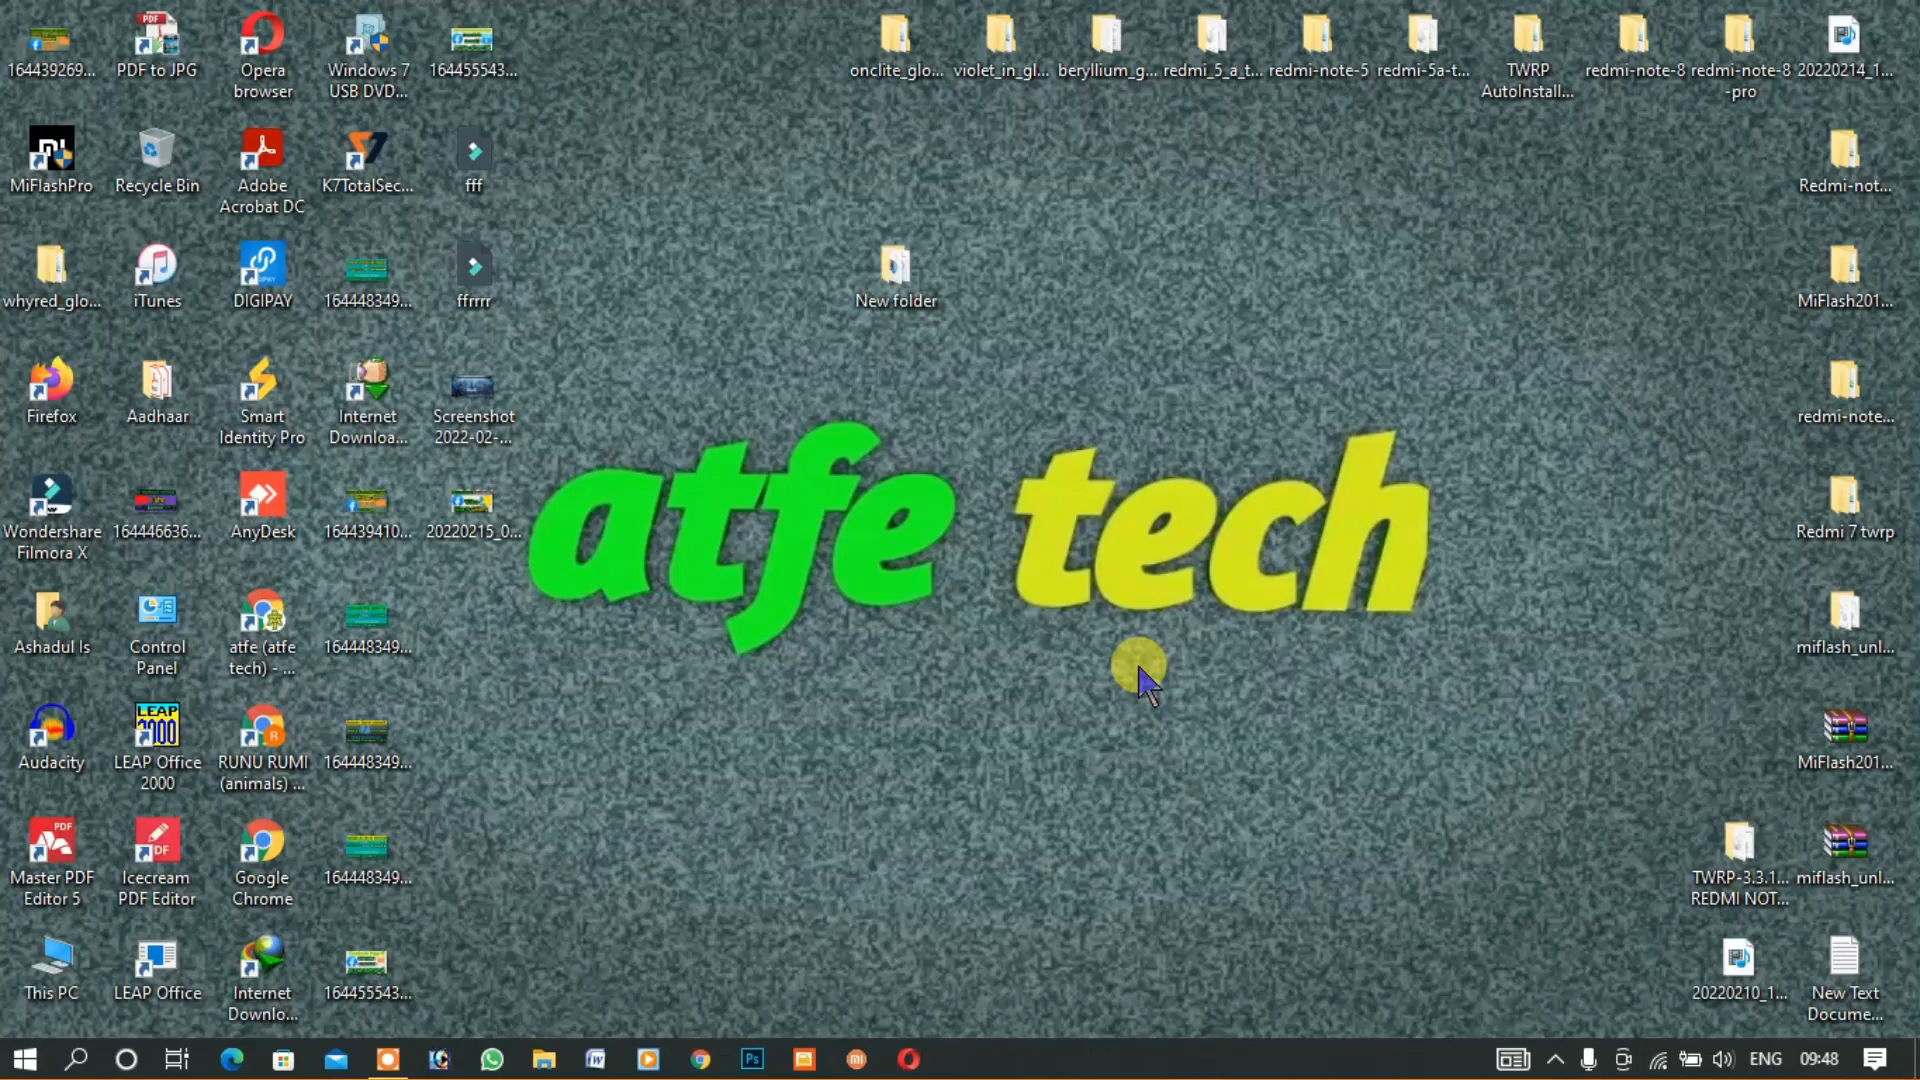 164439269...
PDF to JPG
Opera
browser
Windows 7
USB DVD...
164455543...
onclite_glo...
violet_in_gl...
beryllium_g...
redmi_5_a_t...
redmi-note-5
redmi-5a-t...
TWRP
AutoInstall...
redmi-note-8
redmi-note-8
-pro
20220214_1...
MiFlashPro
Recycle Bin
Adobe
Acrobat DC
K7TotalSec...
fff
Redmi-not...
whyred_glo...
iTunes
DIGIPAY
164448349...
ffrrrr
New folder
MiFlash201...
Firefox
Aadhaar
Smart
Identity Pro
Internet
Downloa...
Screenshot
2022-02-...
redmi-note...
atfe tech
Wondershare
Filmora X
164446636...
AnyDesk
164439410...
20220215_0...
Redmi 7 twrp
Ashadul Is
Control
Panel
atfe (atfe
tech) - ...
164448349...
miflash_unl...
Audacity
LEAP
2000
LEAP Office
2000
RUNU RUMI
(animals) ...
164448349...
MiFlash201...
Master PDF
Editor 5
Icecream
PDF Editor
Google
Chrome
164448349...
TWRP-3.3.1...
REDMI NOT...
miflash_unl...
This PC
LEAP Office
Internet
Downlo...
164455543...
20220210_1...
New Text
Docume...
ENG
09:48